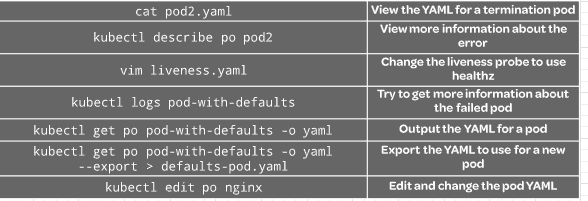 cat pod2.yaml
View the YAML for a termination pod
kubectl describe po pod2
View more information about the
error
vim liveness.yaml
Change the liveness probe to use
healthz
kubectl logs pod-with-defaults
Try to get more information about
the failed pod
kubectl get po pod-with-defaults -o yaml
Output the YAML for a pod
kubectl get po pod-with-defaults -o yaml
--export > defaults-pod.yaml
Export the YAML to use for a new
pod
kubectl edit po nginx
Edit and change the pod YAML